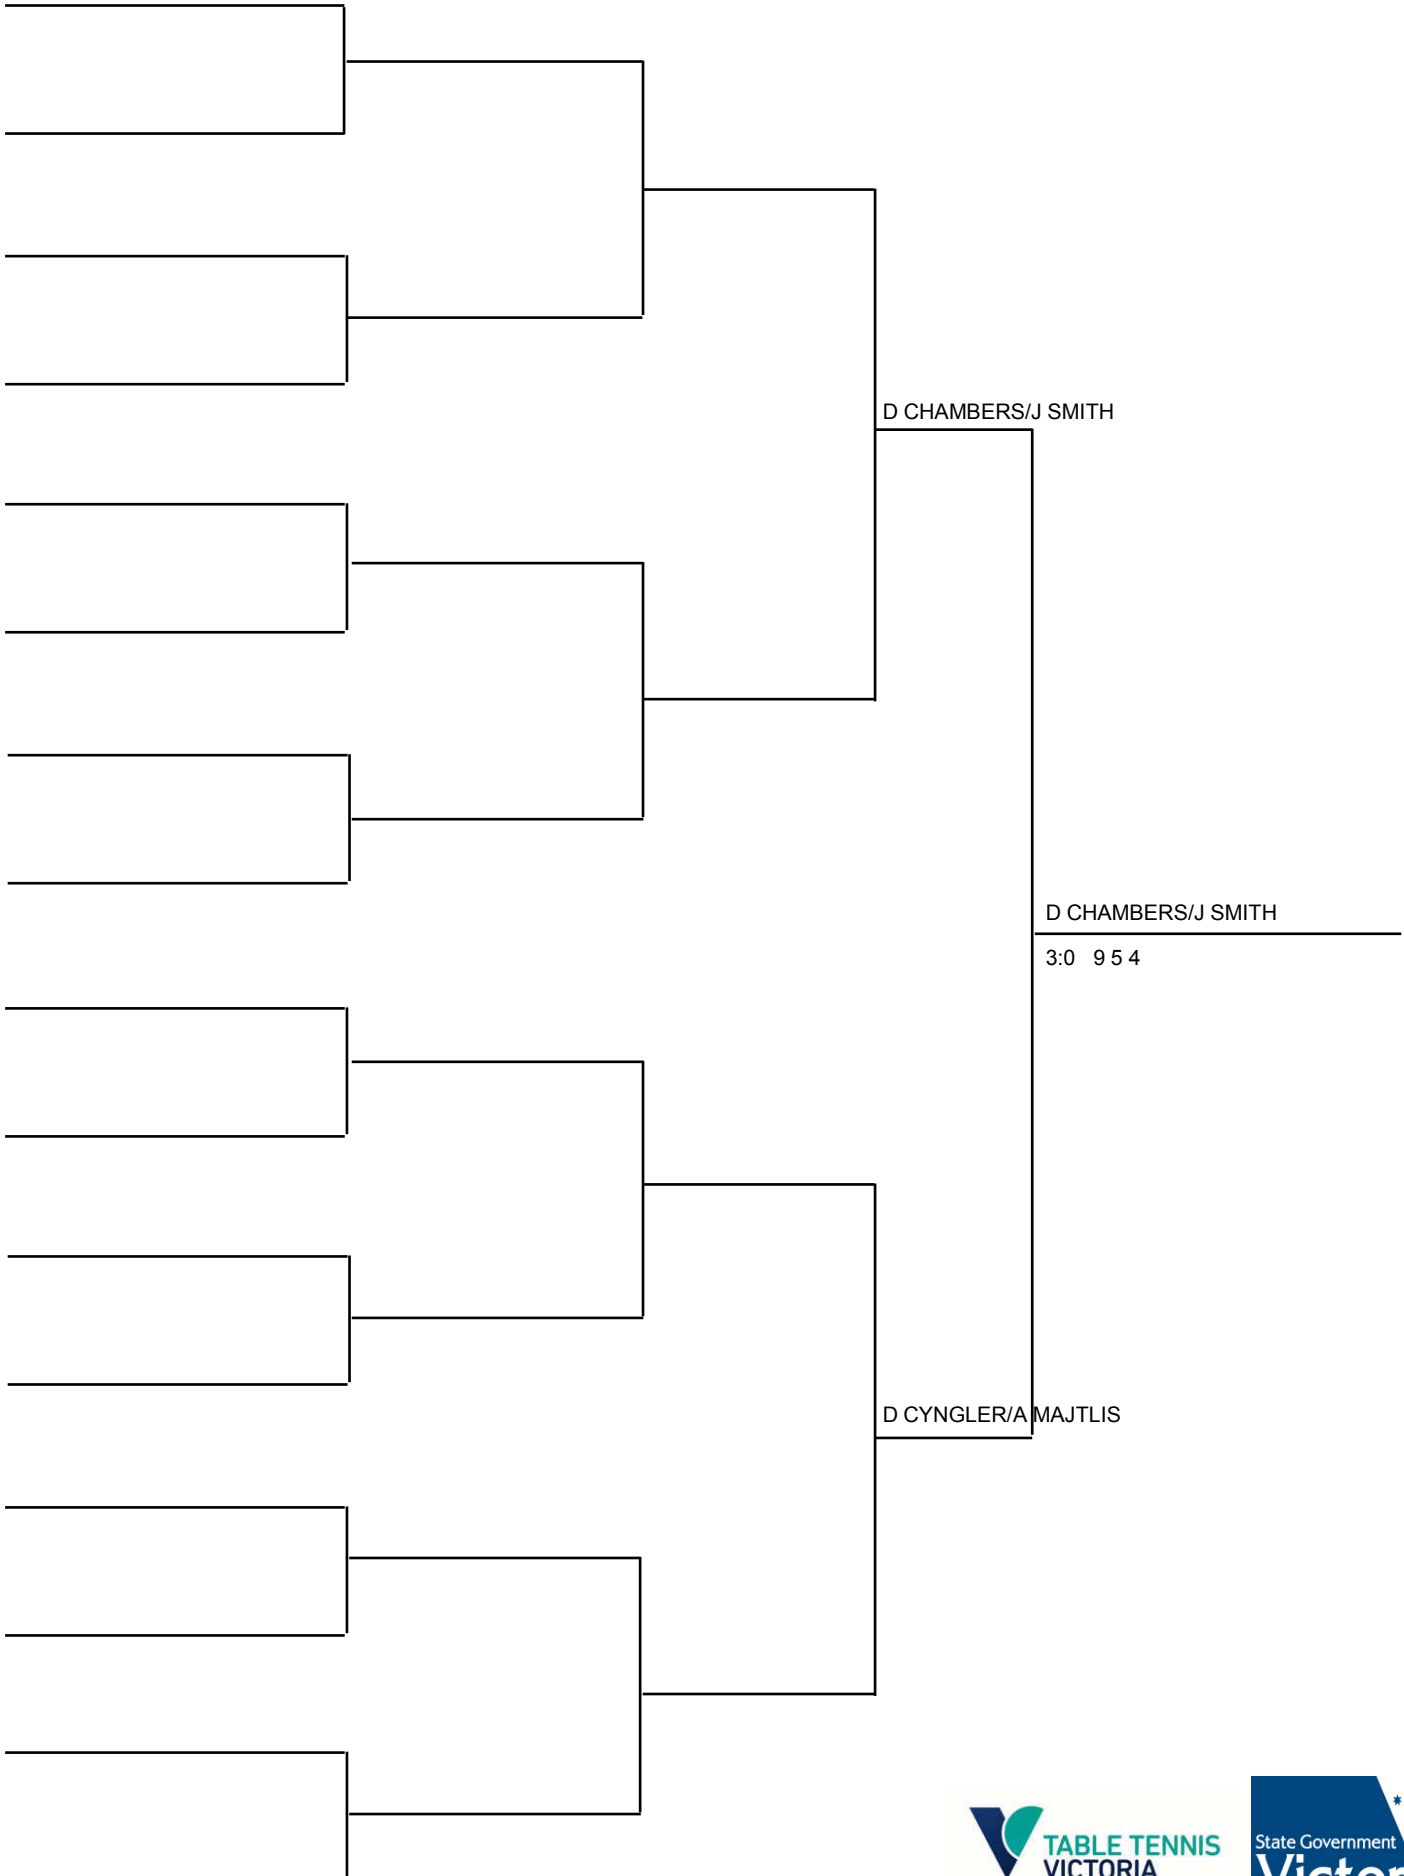 D CHAMBERS/J SMITH
D CHAMBERS/J SMITH
3:0 9 5 4
D CYNGLER/A MAJTLIS
TABLE TENNIS
VICTORIA
State Government